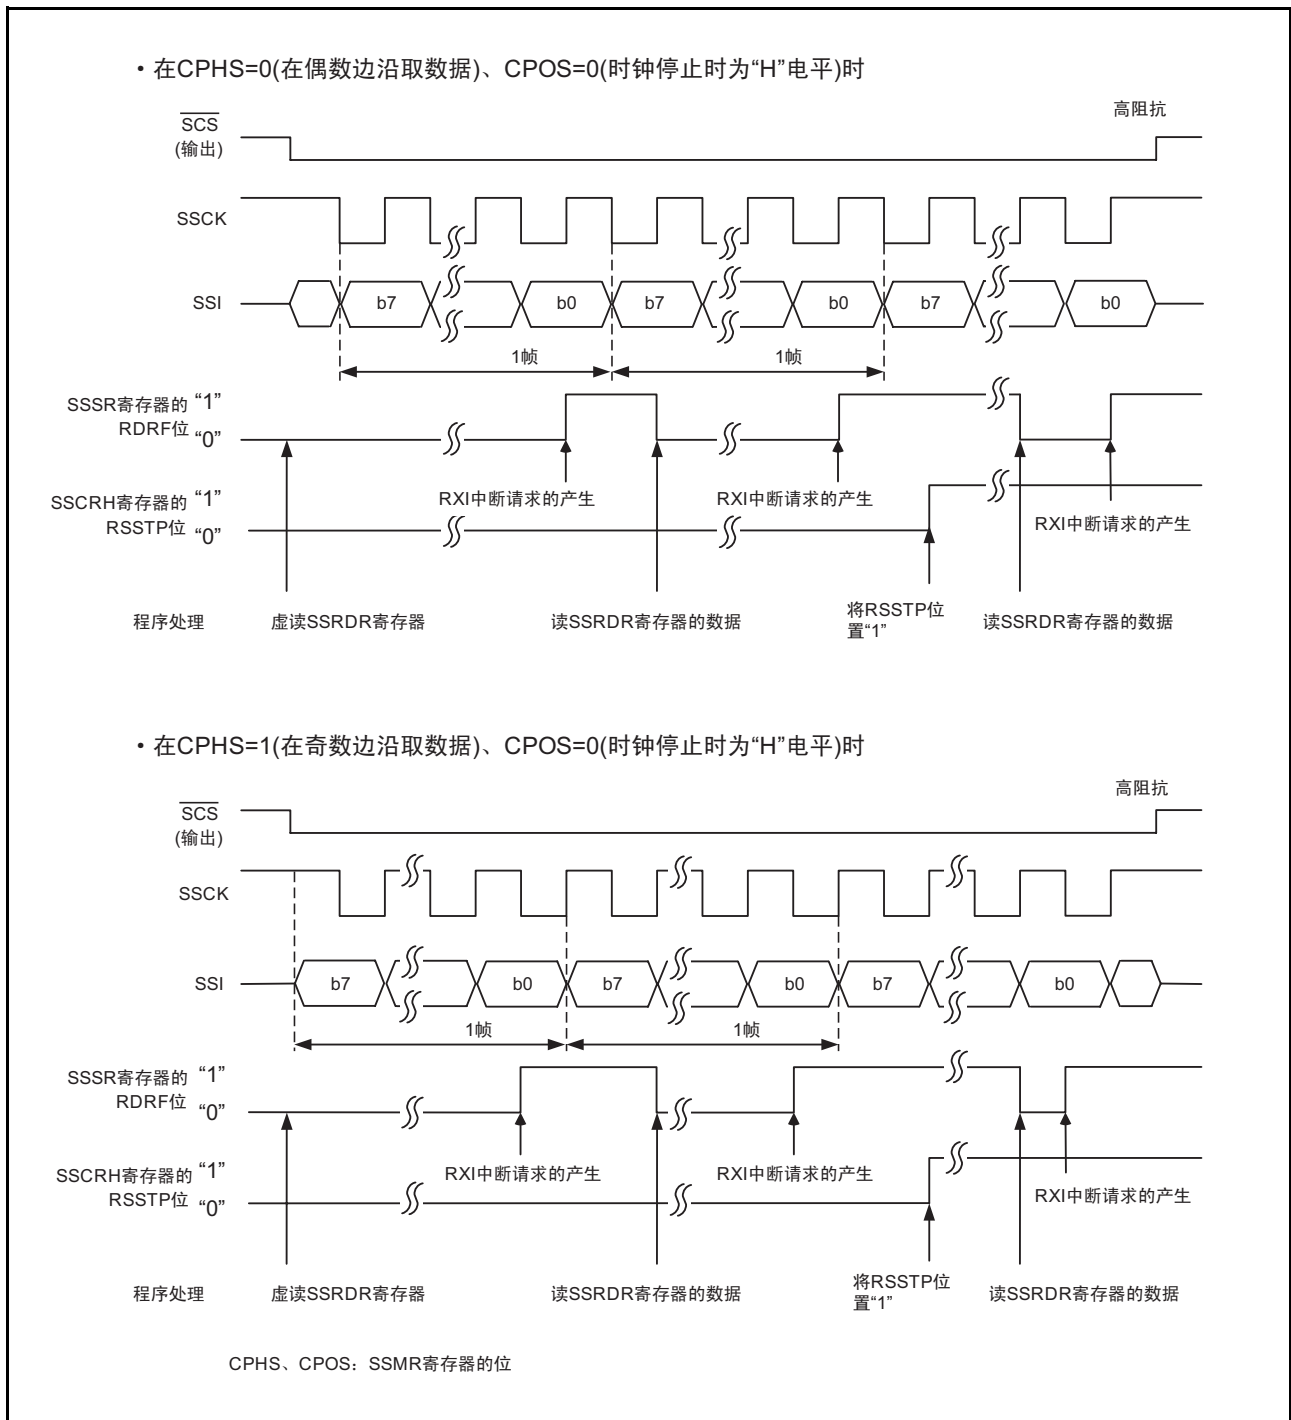 • 在CPHS=0(在偶数边沿取数据)、CPOS=0(时钟停止时为“H”电平)时
高阻抗
SCS
(输出)
SSCK
SSI
b7
b0
b7
b0
b7
b0
1帧
1帧
SSSR寄存器的 “1”
RDRF位 “0”
RXI中断请求的产生
RXI中断请求的产生
SSCRH寄存器的 “1”
RSSTP位 “0”
RXI中断请求的产生
程序处理
虚读SSRDR寄存器
读SSRDR寄存器的数据
将RSSTP位
置“1”
读SSRDR寄存器的数据
• 在CPHS=1(在奇数边沿取数据)、CPOS=0(时钟停止时为“H”电平)时
高阻抗
SCS
(输出)
SSCK
SSI
b7
b0
b7
b0
b7
b0
1帧
1帧
SSSR寄存器的 “1”
RDRF位 “0”
RXI中断请求的产生
RXI中断请求的产生
SSCRH寄存器的 “1”
RSSTP位 “0”
RXI中断请求的产生
程序处理
虚读SSRDR寄存器
读SSRDR寄存器的数据
将RSSTP位
置“1”
读SSRDR寄存器的数据
CPHS、CPOS：SSMR寄存器的位